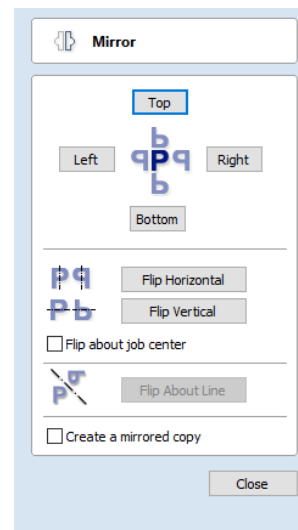 Mirror
Top
Left
Right
Bottom
Flip Horizontal
Flip Vertical
Flip about job center
Flip About Line
Create a mirrored copy
Close